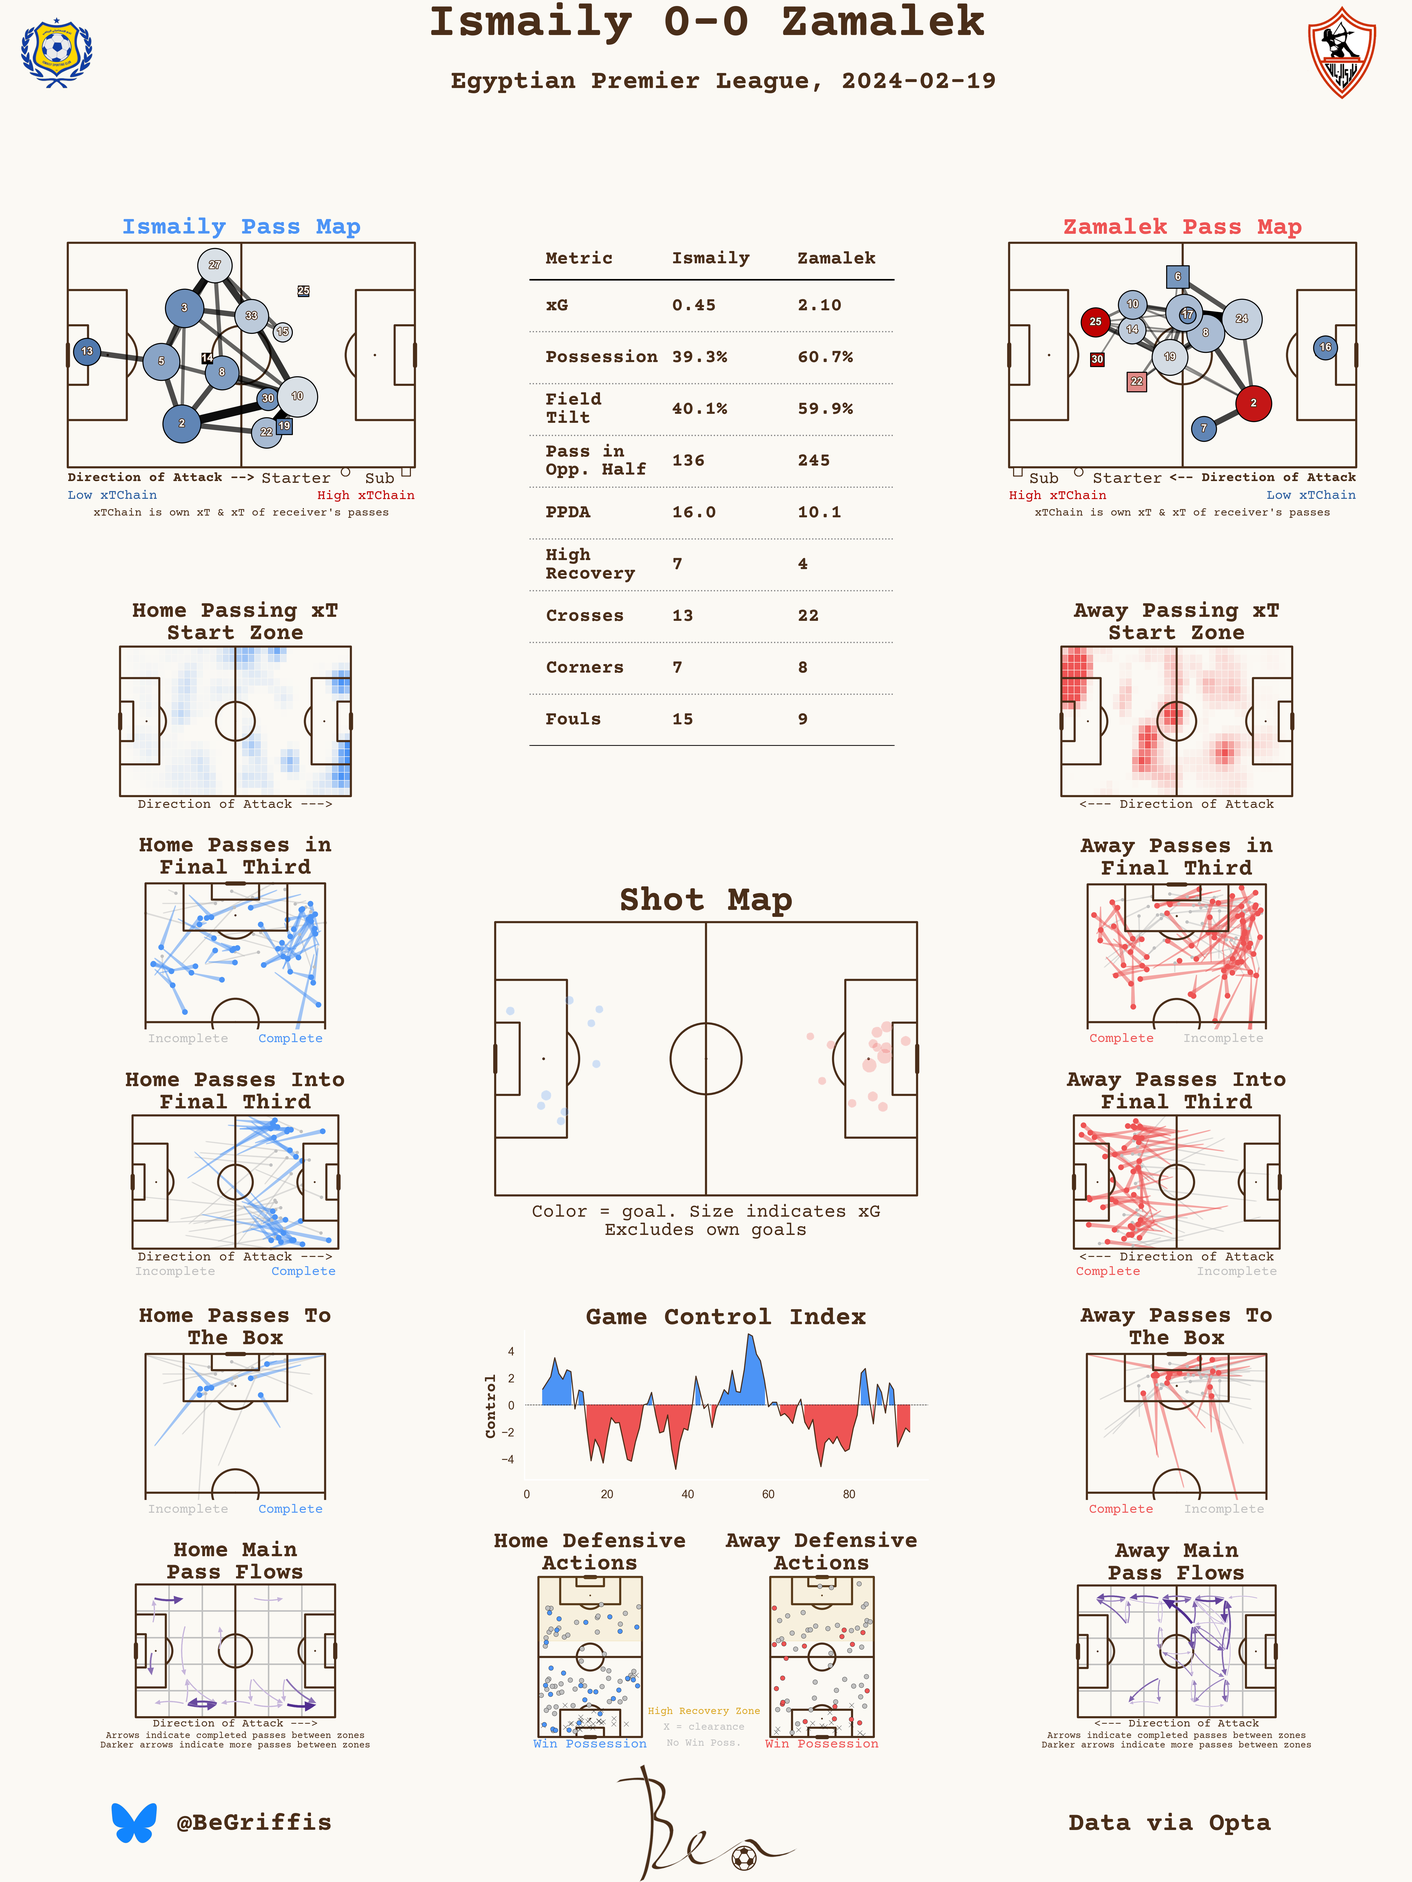 Ismaily 0-0 Zamalek
Egyptian Premier League, 2024-02-19
Ismaily Pass Map
27
25
3
33
15
13
14
5
8
30
10
2
22
19
Direction of Attack --> Starter Sub
Low xTChain High xTChain
xTChain is own xT & xT of receiver's passes
Metric Ismaily Zamalek
xG 0.45 2.10
Possession 39.3% 60.7%
Field
Tilt 40.1% 59.9%
Pass in
Opp. Half 136 245
PPDA 16.0 10.1
High
Recovery 7 4
Crosses 13 22
Corners 7 8
Fouls 15 9
Zamalek Pass Map
6
10
25
17
24
14
8
16
19
30
22
2
7
Sub Starter <-- Direction of Attack
High xTChain Low xTChain
xTChain is own xT & xT of receiver's passes
Home Passing xT
Start Zone
Direction of Attack --->
Away Passing xT
Start Zone
<--- Direction of Attack
Home Passes in
Final Third
Incomplete Complete
Away Passes in
Final Third
Complete Incomplete
Shot Map
Color = goal. Size indicates xG
Excludes own goals
Home Passes Into
Final Third
Direction of Attack --->
Incomplete Complete
Away Passes Into
Final Third
<--- Direction of Attack
Complete Incomplete
Home Passes To
The Box
Incomplete Complete
Game Control Index
Control
4
2
0
−2
−4
0 20 40 60 80
Away Passes To
The Box
Complete Incomplete
Home Main
Pass Flows
Direction of Attack --->
Arrows indicate completed passes between zones
Darker arrows indicate more passes between zones
Home Defensive
Actions
Win Possession
High Recovery Zone
X = clearance
No Win Poss.
Away Defensive
Actions
Win Possession
Away Main
Pass Flows
<--- Direction of Attack
Arrows indicate completed passes between zones
Darker arrows indicate more passes between zones
@BeGriffis
Ben
Data via Opta